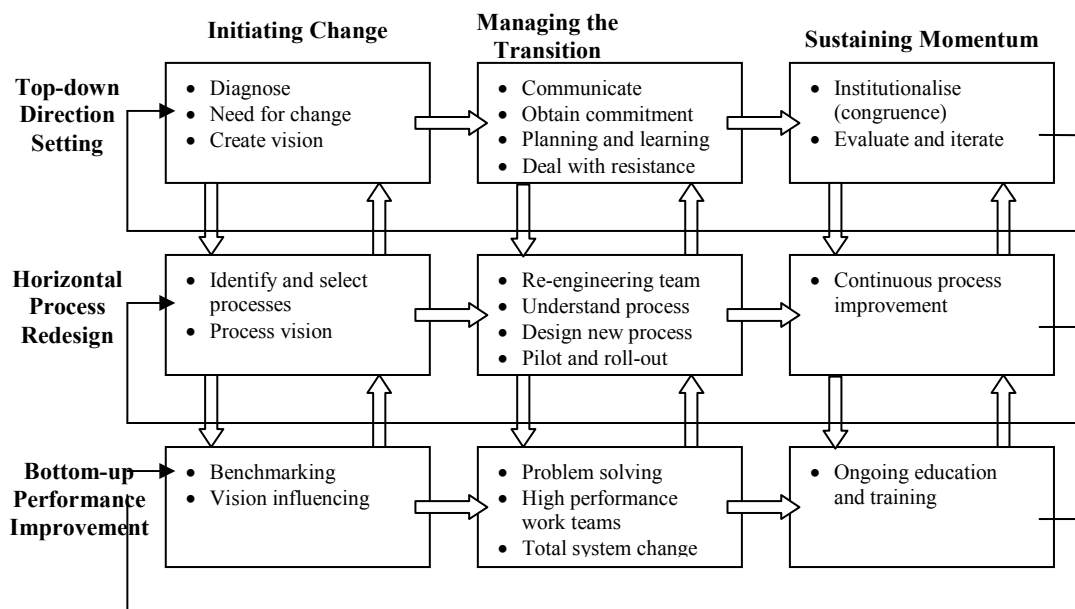 Initiating Change
Managing the
Transition
Sustaining Momentum
Top-down
Direction
Setting
• Diagnose
• Need for change
• Create vision
• Communicate
• Obtain commitment
• Planning and learning
• Deal with resistance
• Institutionalise
(congruence)
• Evaluate and iterate
Horizontal
Process
Redesign
• Identify and select
processes
• Process vision
• Re-engineering team
• Understand process
• Design new process
• Pilot and roll-out
• Continuous process
improvement
Bottom-up
Performance
Improvement
• Benchmarking
• Vision influencing
• Problem solving
• High performance
work teams
• Total system change
• Ongoing education
and training